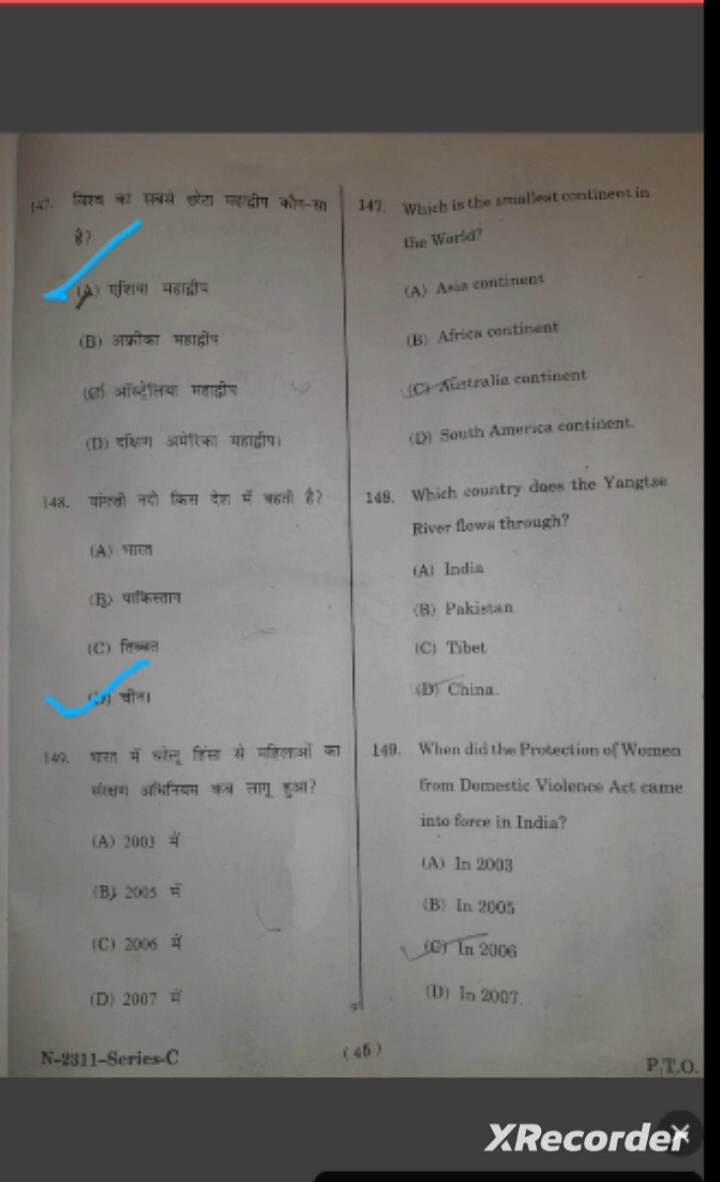 147. विश्व का सबसे छोटा महाद्वीप कौन-सा
है?
(A) एशिया महाद्वीप
(B) अफ्रीका महाद्वीप
(C) ऑस्ट्रेलिया महाद्वीप
(D) दक्षिण अमेरिका महाद्वीप।
148. यांग्त्सी नदी किस देश में बहती है?
(A) भारत
(B) पाकिस्तान
(C) तिब्बत
(D) चीन।
149. भारत में घरेलू हिंसा से महिलाओं का
संरक्षण अधिनियम कब लागू हुआ?
(A) 2003 में
(B) 2005 में
(C) 2006 में
(D) 2007 में
147. Which is the smallest continent in
the World?
(A) Asia continent
(B) Africa continent
(C) Australia continent
(D) South America continent.
148. Which country does the Yangtse
River flows through?
(A) India
(B) Pakistan
(C) Tibet
(D) China.
149. When did the Protection of Women
from Domestic Violence Act came
into force in India?
(A) In 2003
(B) In 2005
(C) In 2006
(D) In 2007.
N-2311-Series-C
(45)
P.T.O.
XRecorder